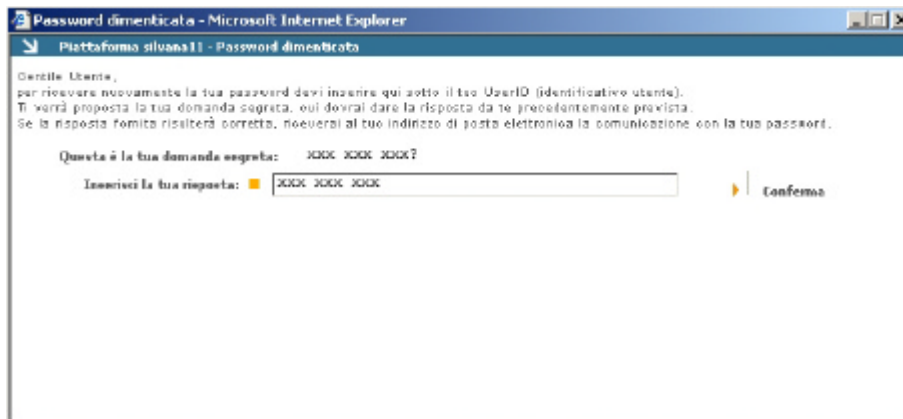 Password dimenticata - Microsoft Internet Explorer
Piattaforma silvana11 - Password dimenticata
Gentile Utente,
per ricevere nuovamente la tua password devi inserire qui sotto il tuo UserID (identificativo utente).
Ti verrà proposta la tua domanda segreta, cui dovrai dare la risposta da te precedentemente prevista.
Se la risposta fornita risulterà corretta, riceverai al tuo indirizzo di posta elettronica la comunicazione con la tua password.
Questa é la tua domanda segreta: xxx xxx xxx?
Inserisci la tua risposta: xxx xxx xxx
Conferma